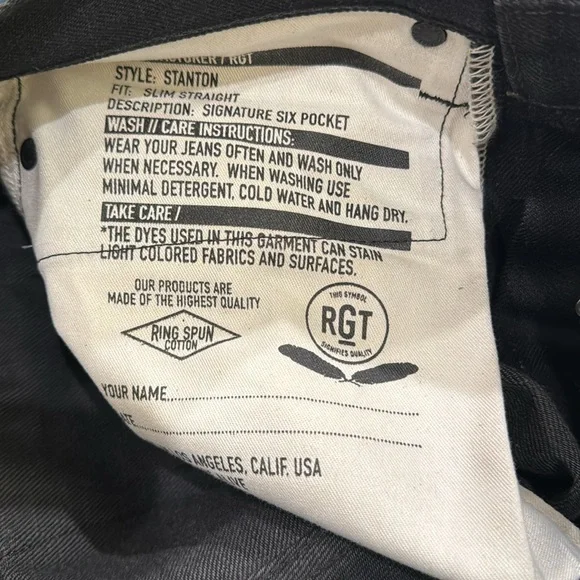 / RGT
STYLE: STANTON
FIT: SLIM STRAIGHT
DESCRIPTION: SIGNATURE SIX POCKET
WASH // CARE INSTRUCTIONS:
WEAR YOUR JEANS OFTEN AND WASH ONLY
WHEN NECESSARY. WHEN WASHING USE
MINIMAL DETERGENT, COLD WATER AND HANG DRY.
TAKE CARE /
*THE DYES USED IN THIS GARMENT CAN STAIN
LIGHT COLORED FABRICS AND SURFACES.
OUR PRODUCTS ARE
MADE OF THE HIGHEST QUALITY
RING SPUN
COTTON
THIS SYMBOL
RGT
SIGNIFIES QUALITY
YOUR NAME
ANGELES, CALIF. USA